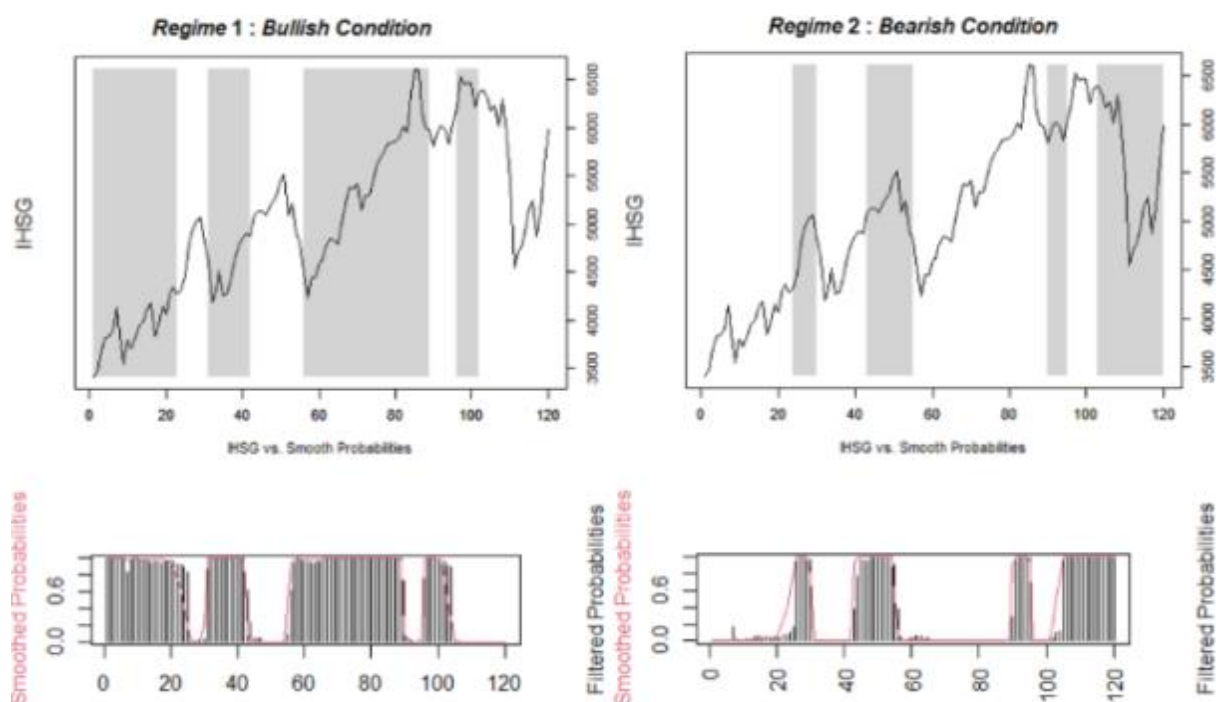 Regime 1 : Bullish Condition
IHSG
3500 4000 4500 5000 5500 6000 6500
0 20 40 60 80 100 120
IHSG vs. Smooth Probabilities
Regime 2 : Bearish Condition
IHSG
3500 4000 4500 5000 5500 6000 6500
0 20 40 60 80 100 120
IHSG vs. Smooth Probabilities
Smoothed Probabilities
0.0 0.6
Filtered Probabilities
0 20 40 60 80 100 120
Smoothed Probabilities
0.0 0.6
Filtered Probabilities
0 20 40 60 80 100 120